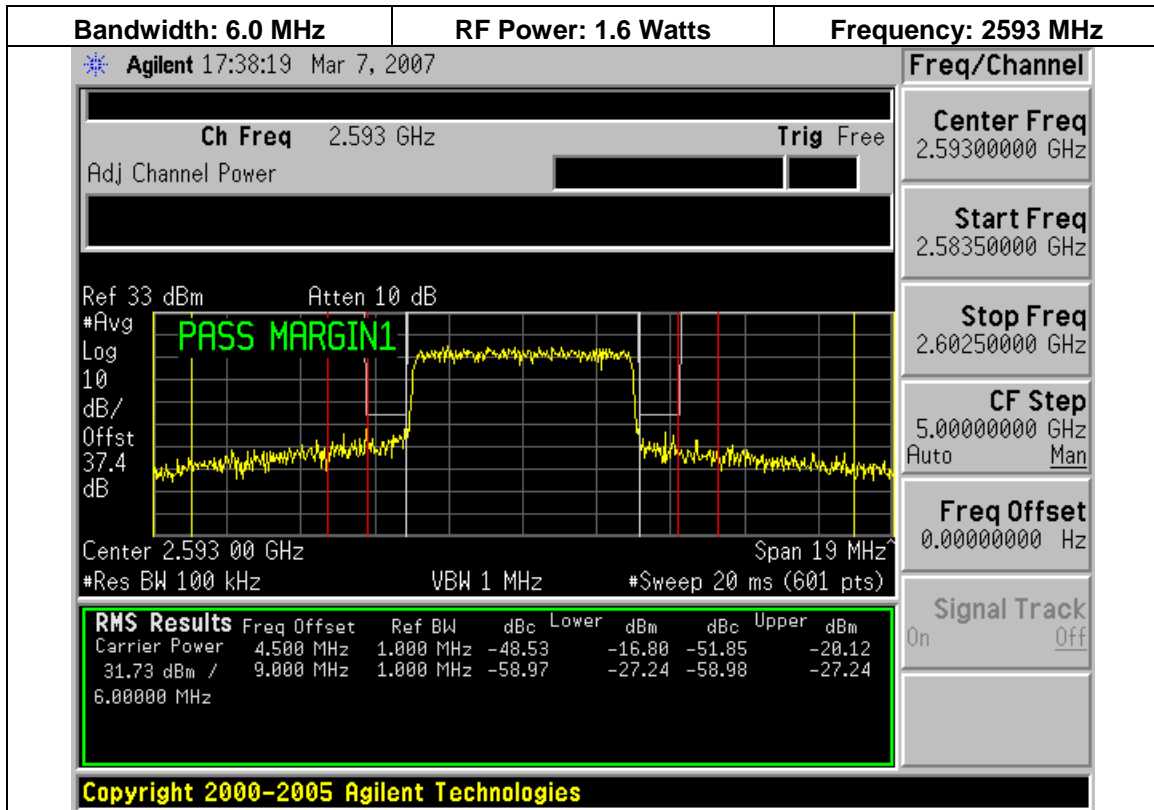 Bandwidth: 6.0 MHz RF Power: 1.6 Watts Frequency: 2593 MHz
Agilent 17:38:19 Mar 7, 2007 Freq/Channel
Ch Freq 2.593 GHz Trig Free
Adj Channel Power
Center Freq
2.59300000 GHz
Start Freq
2.58350000 GHz
Stop Freq
2.60250000 GHz
CF Step
5.00000000 GHz
Auto Man
Freq Offset
0.00000000 Hz
Signal Track
On Off
Ref 33 dBm Atten 10 dB
#Avg
Log
10
dB/
Offst
37.4
dB
PASS MARGIN1
Center 2.593 00 GHz Span 19 MHz^
#Res BW 100 kHz VBW 1 MHz #Sweep 20 ms (601 pts)
RMS Results Freq Offset Ref BW dBc Lower dBm dBc Upper dBm
Carrier Power 4.500 MHz 1.000 MHz -48.53 -16.80 -51.85 -20.12
31.73 dBm / 9.000 MHz 1.000 MHz -58.97 -27.24 -58.98 -27.24
6.00000 MHz
Copyright 2000-2005 Agilent Technologies